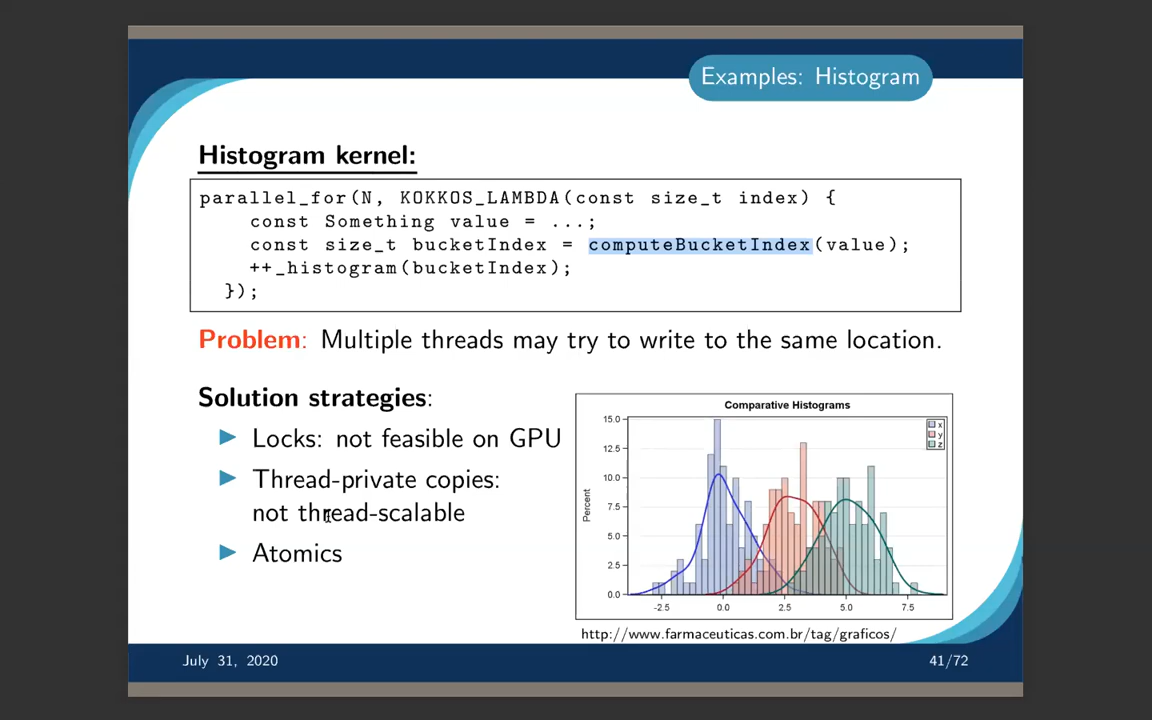 Examples: Histogram
Histogram kernel:
parallel_for(N, KOKKOS_LAMBDA(const size_t index) {
    const Something value = ...;
    const size_t bucketIndex = computeBucketIndex(value);
    ++_histogram(bucketIndex);
  });
Problem: Multiple threads may try to write to the same location.
Solution strategies:
Locks: not feasible on GPU
Thread-private copies:
not thread-scalable
Atomics
Comparative Histograms
15.0
12.5
10.0
7.5
5.0
2.5
0.0
Percent
x
y
z
-2.5 0.0 2.5 5.0 7.5
http://www.farmaceuticas.com.br/tag/graficos/
July 31, 2020
41/72